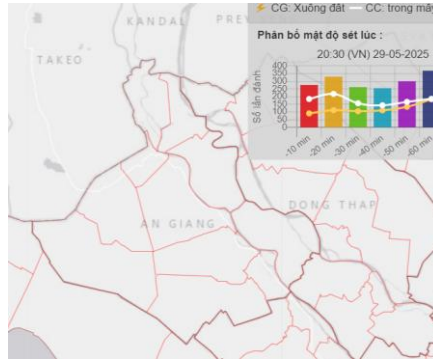 CG: Xuống đất CC: trong mây
Phân bố mật độ sét lúc :
20:30 (VN) 29-05-2025
Số lần đánh
400
350
300
250
200
150
100
50
0
-10 min
-20 min
-30 min
-40 min
-50 min
-60 min
KANDAL
TAKEO
AN GIANG
DONG THAP